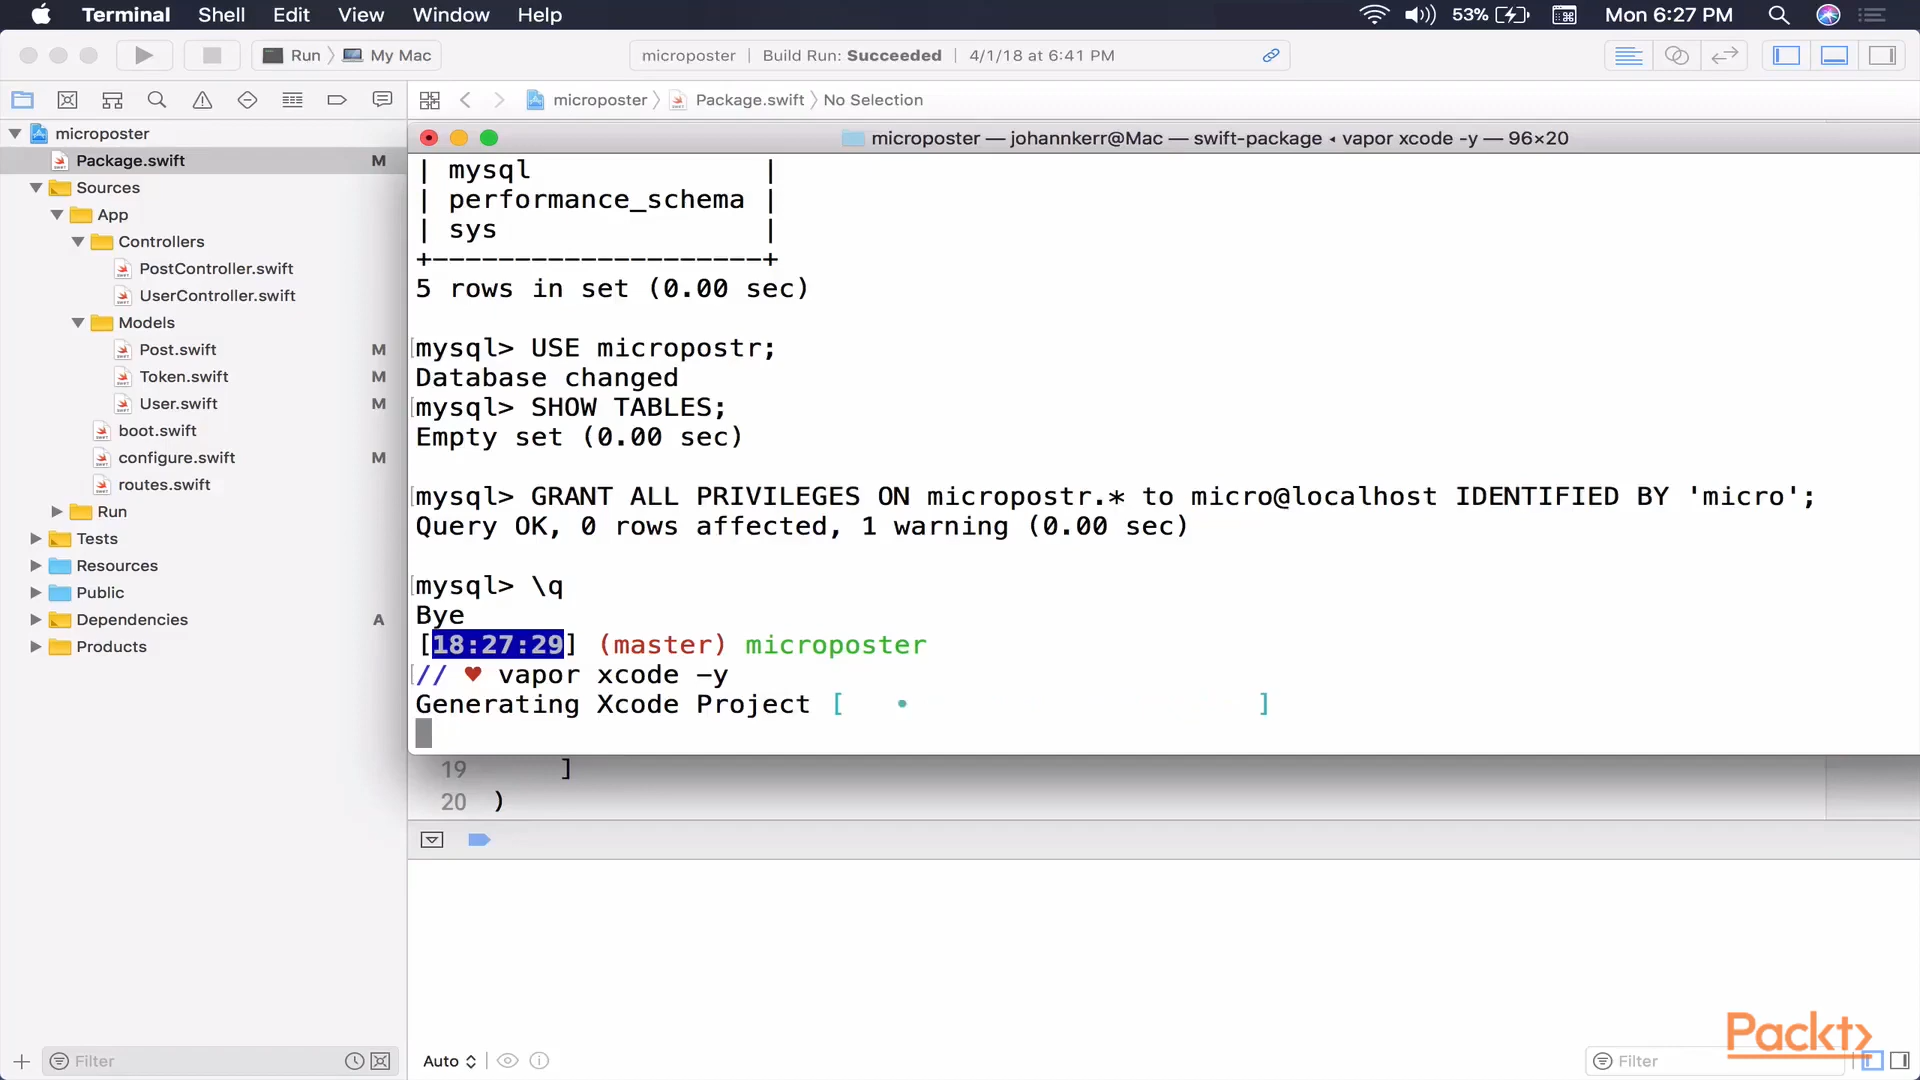 Terminal Shell Edit View Window Help 53% Mon 6:27 PM
Run My Mac microposter | Build Run: Succeeded | 4/1/18 at 6:41 PM
microposter Package.swift No Selection
microposter
Package.swift M
Sources
App
Controllers
PostController.swift
UserController.swift
Models
Post.swift M
Token.swift M
User.swift M
boot.swift
configure.swift M
routes.swift
Run
Tests
Resources
Public
Dependencies A
Products
Filter
microposter — johannkerr@Mac — swift-package ◂ vapor xcode -y — 96×20
| mysql |
| performance_schema |
| sys |
+--------------------+
5 rows in set (0.00 sec)
mysql> USE micropostr;
Database changed
mysql> SHOW TABLES;
Empty set (0.00 sec)
mysql> GRANT ALL PRIVILEGES ON micropostr.* to micro@localhost IDENTIFIED BY 'micro';
Query OK, 0 rows affected, 1 warning (0.00 sec)
mysql> \q
Bye
[18:27:29] (master) microposter
// ♥ vapor xcode -y
Generating Xcode Project [ • ]
19 ]
20 )
Auto
Filter
Packt>